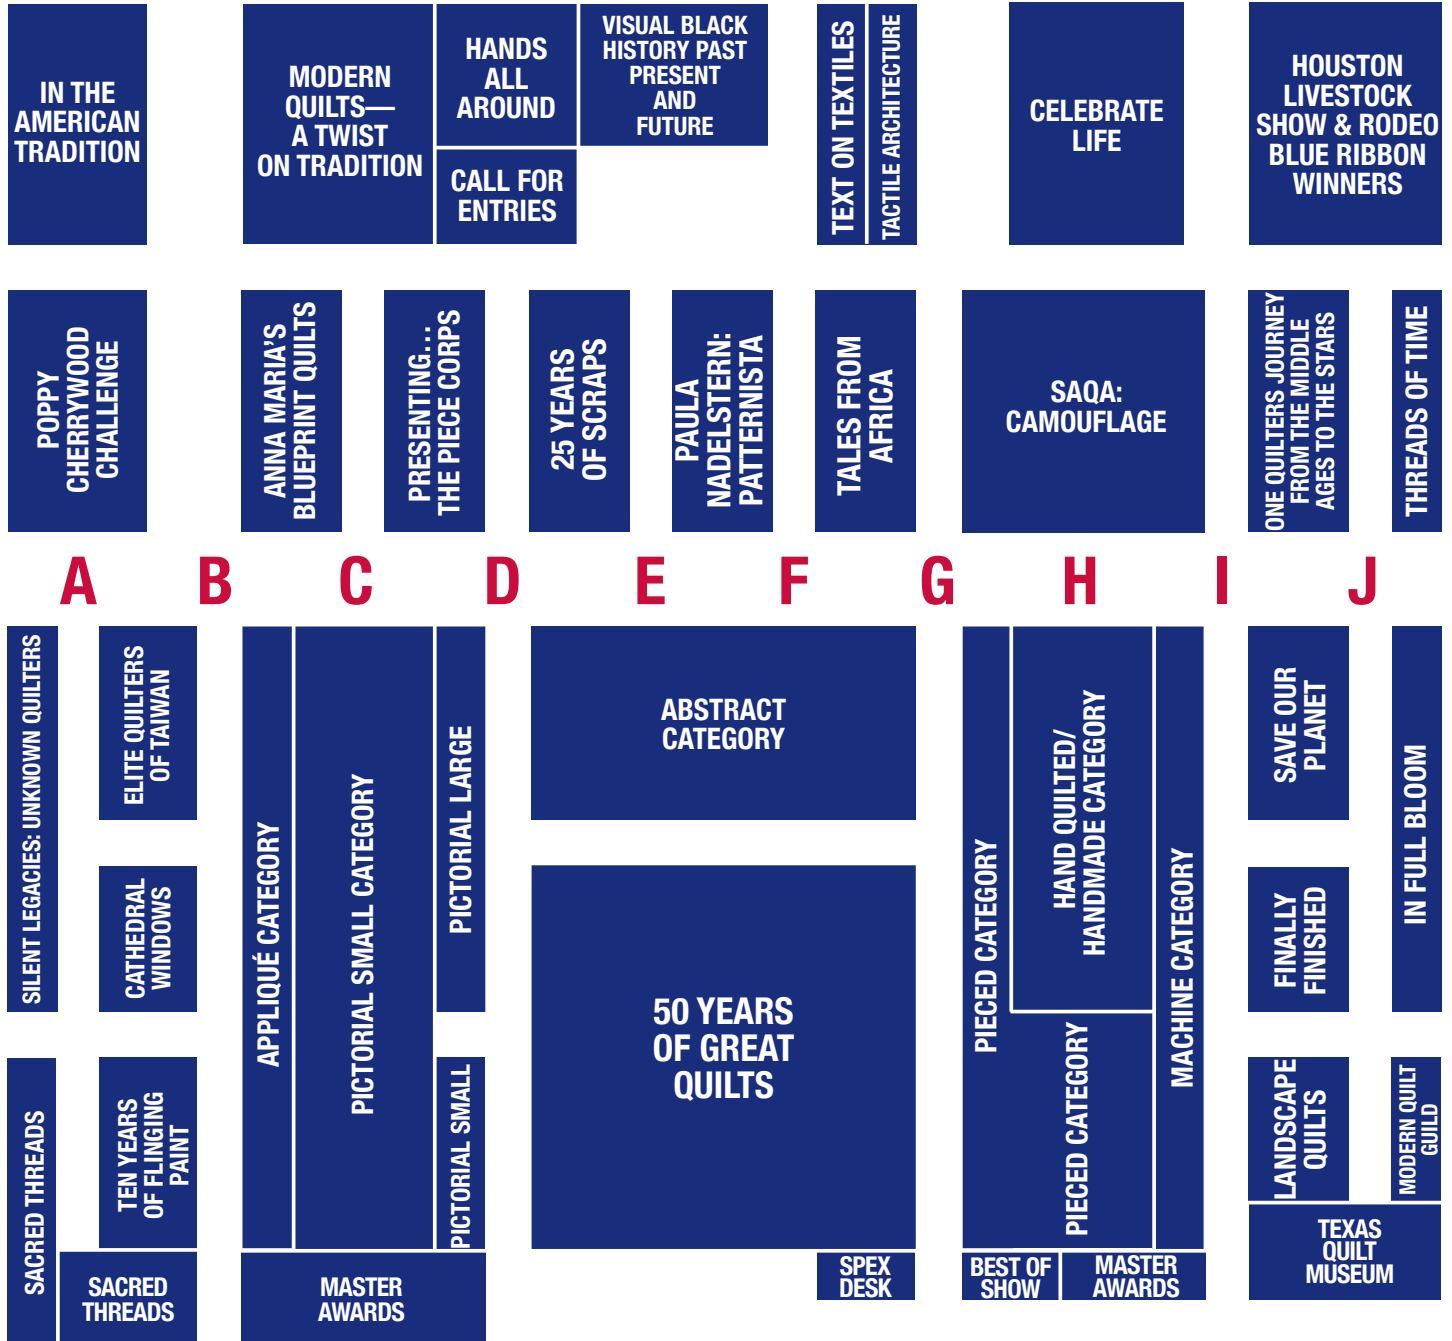 IN THE
AMERICAN
TRADITION
MODERN
QUILTS—
A TWIST
ON TRADITION
HANDS
ALL
AROUND
CALL FOR
ENTRIES
VISUAL BLACK
HISTORY PAST
PRESENT
AND
FUTURE
TEXT ON TEXTILES
TACTILE ARCHITECTURE
CELEBRATE
LIFE
HOUSTON
LIVESTOCK
SHOW & RODEO
BLUE RIBBON
WINNERS
POPPY
CHERRYWOOD
CHALLENGE
ANNA MARIA'S
BLUEPRINT QUILTS
PRESENTING...
THE PIECE CORPS
25 YEARS
OF SCRAPS
PAULA
NADELSTERN:
PATTERNISTA
TALES FROM
AFRICA
SAQA:
CAMOUFLAGE
ONE QUILTERS JOURNEY
FROM THE MIDDLE
AGES TO THE STARS
THREADS OF TIME
A B C D E F G H I J
SILENT LEGACIES: UNKNOWN QUILTERS
ELITE QUILTERS
OF TAIWAN
CATHEDRAL
WINDOWS
SACRED THREADS
TEN YEARS
OF FLINGING
PAINT
SACRED
THREADS
APPLIQUÉ CATEGORY
PICTORIAL SMALL CATEGORY
PICTORIAL LARGE
PICTORIAL SMALL
MASTER
AWARDS
ABSTRACT
CATEGORY
50 YEARS
OF GREAT
QUILTS
SPEX
DESK
PIECED CATEGORY
HAND QUILTED/
HANDMADE CATEGORY
PIECED CATEGORY
MACHINE CATEGORY
BEST OF
SHOW
MASTER
AWARDS
SAVE OUR
PLANET
FINALLY
FINISHED
LANDSCAPE
QUILTS
IN FULL BLOOM
MODERN QUILT
GUILD
TEXAS
QUILT
MUSEUM